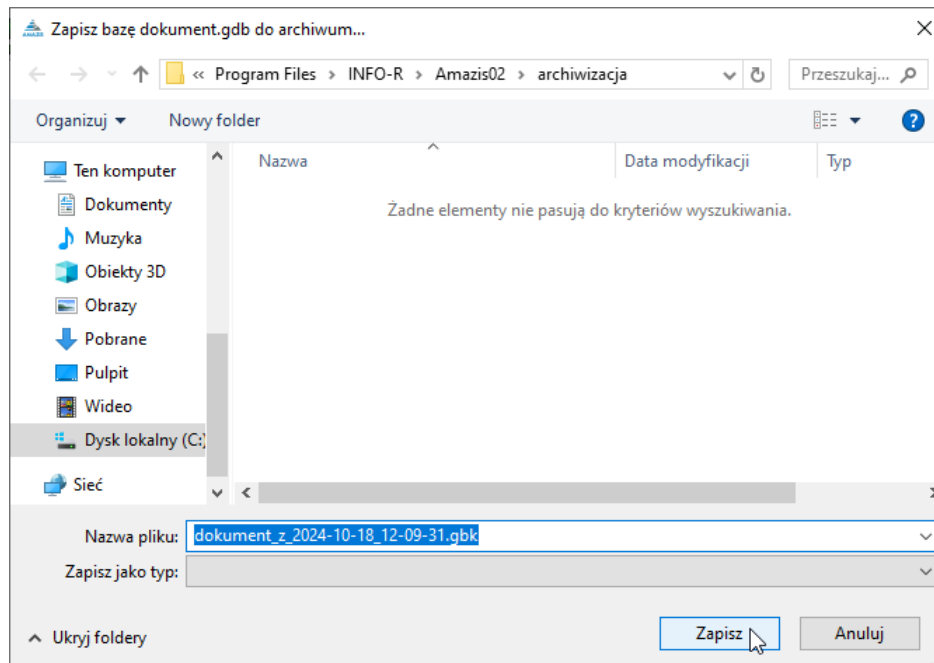 Zapisz bazę dokument.gdb do archiwum...
« Program Files › INFO-R › Amazis02 › archiwizacja
Przeszukaj...
Organizuj
Nowy folder
Ten komputer
Dokumenty
Muzyka
Obiekty 3D
Obrazy
Pobrane
Pulpit
Wideo
Dysk lokalny (C:)
Sieć
Nazwa
Data modyfikacji
Typ
Żadne elementy nie pasują do kryteriów wyszukiwania.
Nazwa pliku: dokument_z_2024-10-18_12-09-31.gbk
Zapisz jako typ:
Ukryj foldery
Zapisz
Anuluj